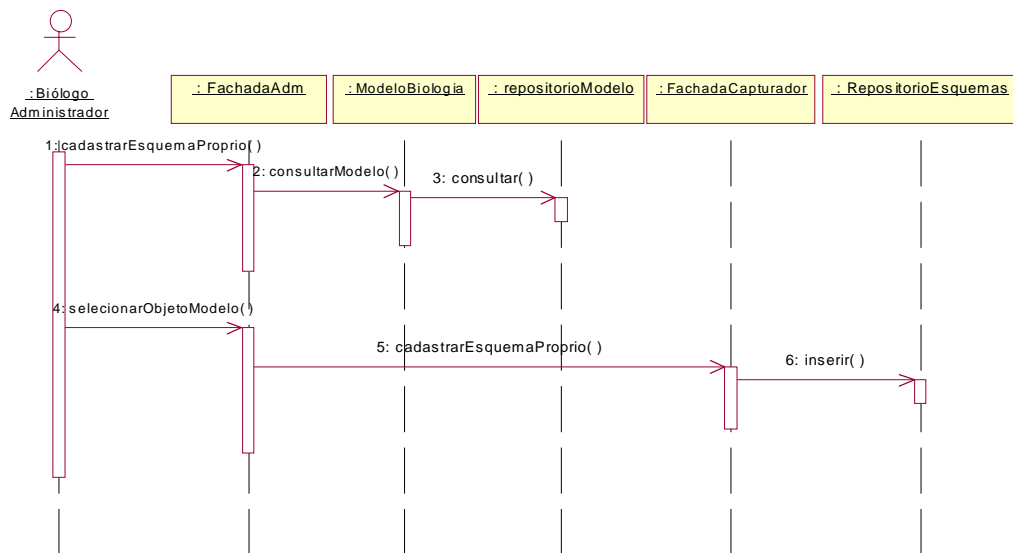 : Biólogo
Administrador
: FachadaAdm
: ModeloBiologia
: repositorioModelo
: FachadaCapturador
: RepositorioEsquemas
1: cadastrarEsquemaProprio( )
2: consultarModelo( )
3: consultar( )
4: selecionarObjetoModelo( )
5: cadastrarEsquemaProprio( )
6: inserir( )